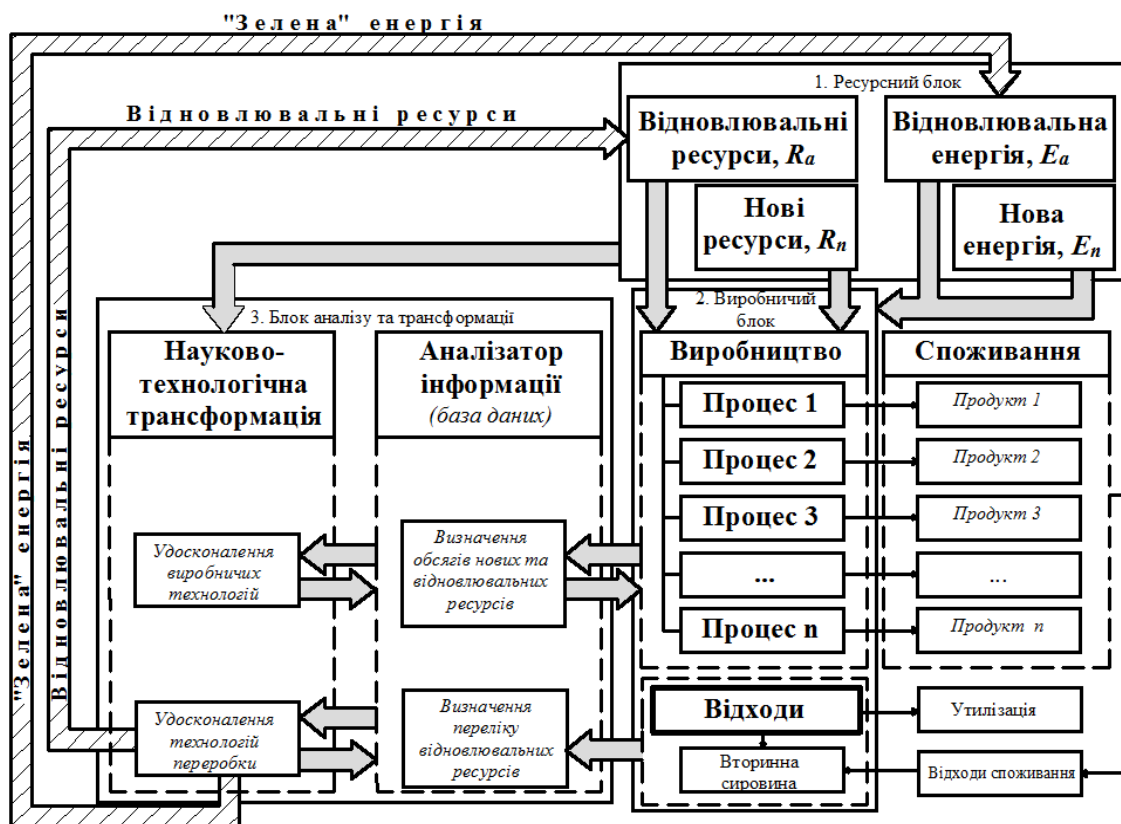 "Зелена" енергія
1. Ресурсний блок
Відновлювальні ресурси
Відновлювальні
ресурси, Ra
Відновлювальна
енергія, Ea
Нові
ресурси, Rn
Нова
енергія, En
"Зелена" енергія
Відновлювальні ресурси
3. Блок аналізу та трансформації
2. Виробничий
блок
Науково-
технологічна
трансформація
Аналізатор
інформації
(база даних)
Виробництво
Споживання
Процес 1
Продукт 1
Процес 2
Продукт 2
Процес 3
Продукт 3
...
...
Процес n
Продукт n
Удосконалення
виробничих
технологій
Визначення
обсягів нових та
відновлювальних
ресурсів
Удосконалення
технологій
переробки
Визначення
переліку
відновлювальних
ресурсів
Відходи
Утилізація
Вторинна
сировина
Відходи споживання